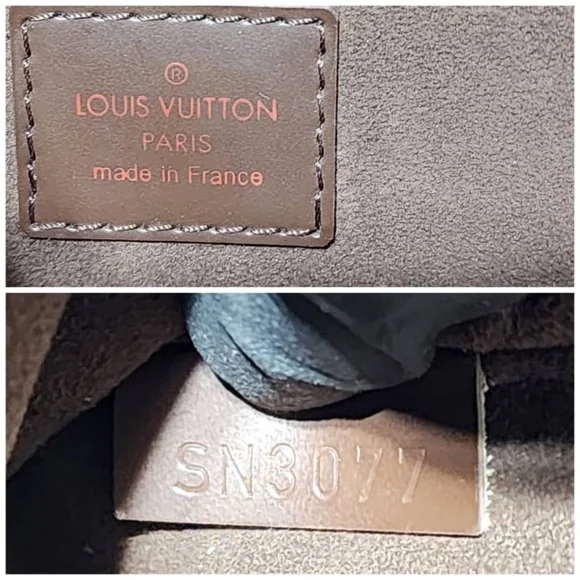 ®
LOUIS VUITTON
PARIS
made in France
SN3077